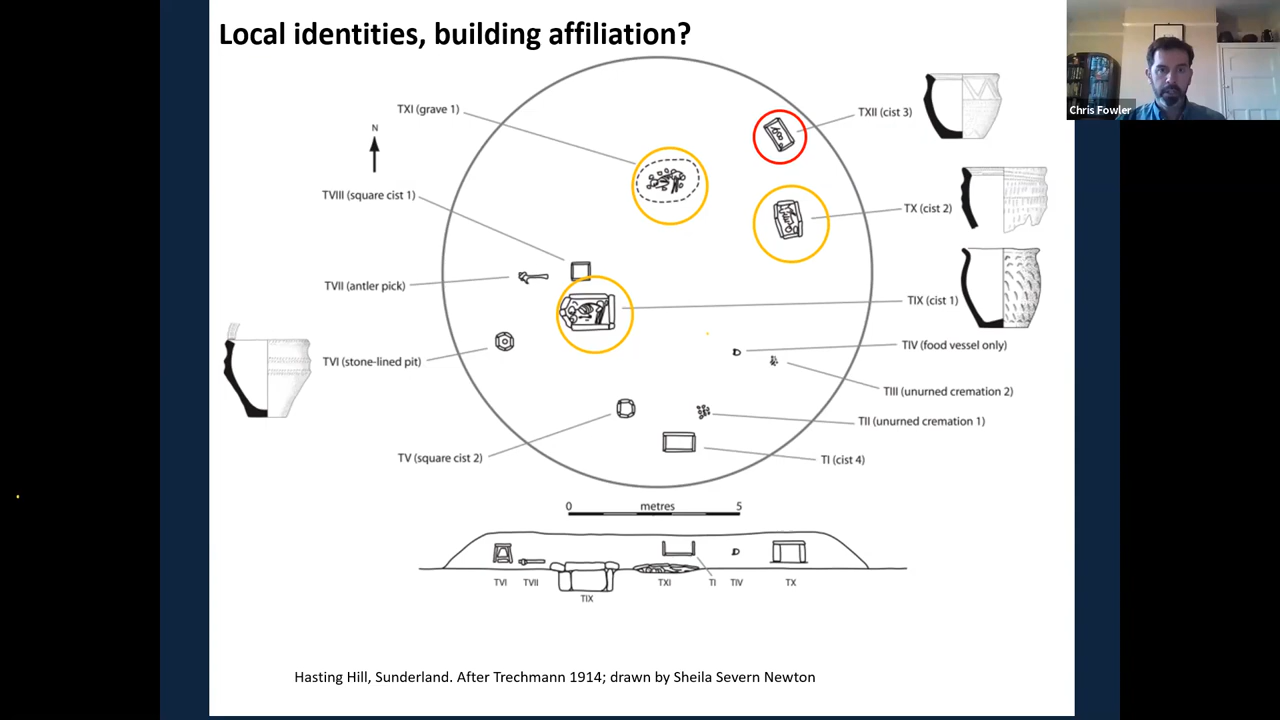 Local identities, building affiliation?
Chris Fowler
TXI (grave 1)
TXII (cist 3)
N
TVIII (square cist 1)
TX (cist 2)
TVII (antler pick)
TIX (cist 1)
TVI (stone-lined pit)
TIV (food vessel only)
TIII (unurned cremation 2)
TII (unurned cremation 1)
TV (square cist 2)
TI (cist 4)
0 metres 5
TVI TVII TXI TI TIV TX
TIX
Hasting Hill, Sunderland. After Trechmann 1914; drawn by Sheila Severn Newton